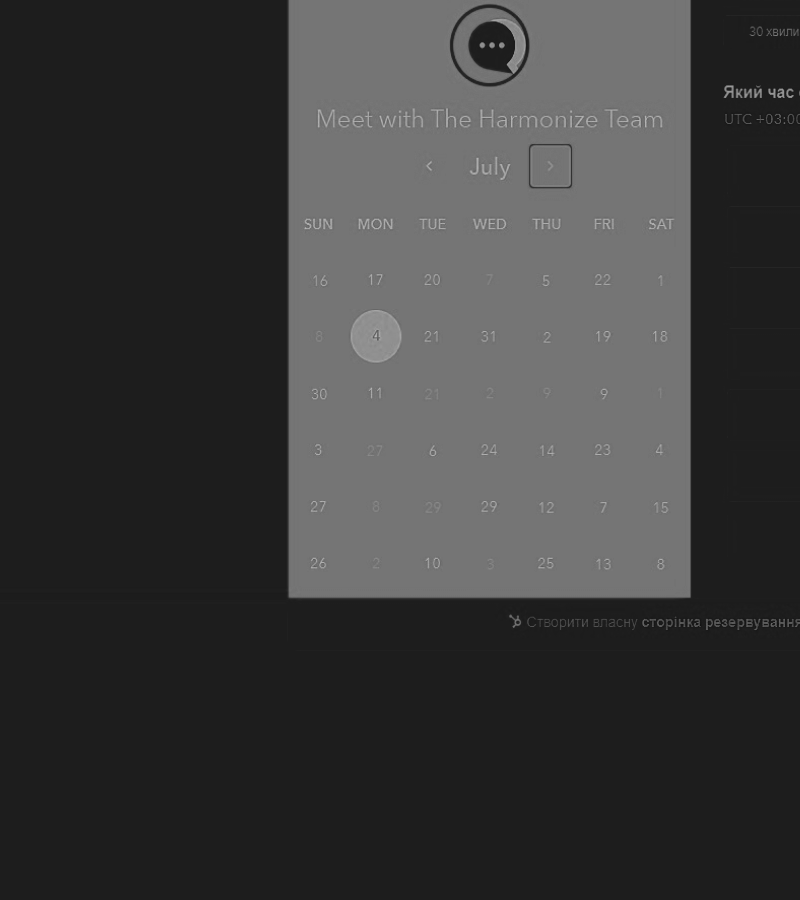 30 хвили
Який час
UTC +03:00
Meet with The Harmonize Team
July
SUN MON TUE WED THU FRI SAT
16 17 20 7 5 22 1
8 4 21 31 2 19 18
30 11 21 2 9 9 1
3 27 6 24 14 23 4
27 8 29 29 12 7 15
26 2 10 3 25 13 8
Створити власну сторінка резервування